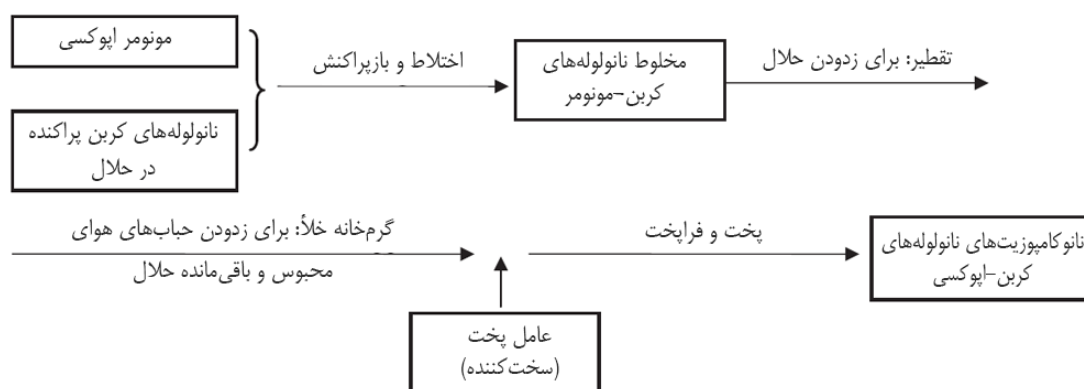 مونومر اپوکسی
نانولوله‌های کربن پراکنده
در حلال
اختلاط و بازپراکنش
مخلوط نانولوله‌های
کربن–مونومر
تقطیر: برای زدودن حلال
گرم‌خانه خلأ: برای زدودن حباب‌های هوای
محبوس و باقی‌مانده حلال
عامل پخت
(سخت‌کننده)
پخت و فراپخت
نانوکامپوزیت‌های نانولوله‌های
کربن–اپوکسی